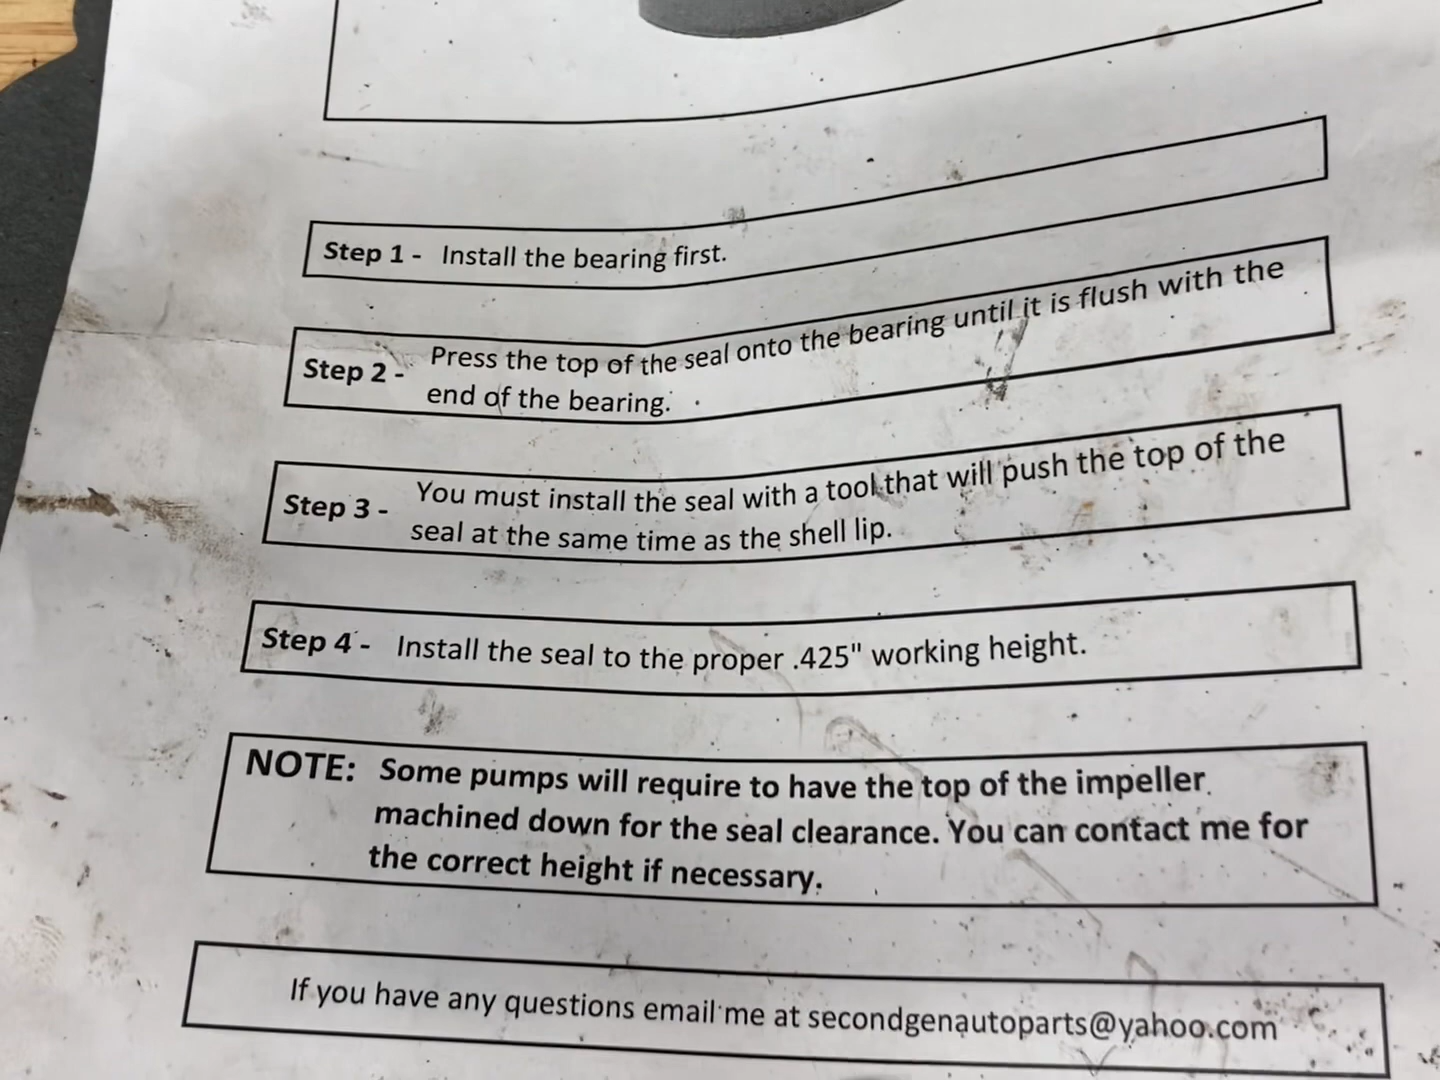 Step 1 - Install the bearing first.
Step 2 - Press the top of the seal onto the bearing until it is flush with the
end of the bearing.
Step 3 - You must install the seal with a tool that will push the top of the
seal at the same time as the shell lip.
Step 4 - Install the seal to the proper .425" working height.
NOTE: Some pumps will require to have the top of the impeller
machined down for the seal clearance. You can contact me for
the correct height if necessary.
If you have any questions email me at secondgenautoparts@yahoo.com